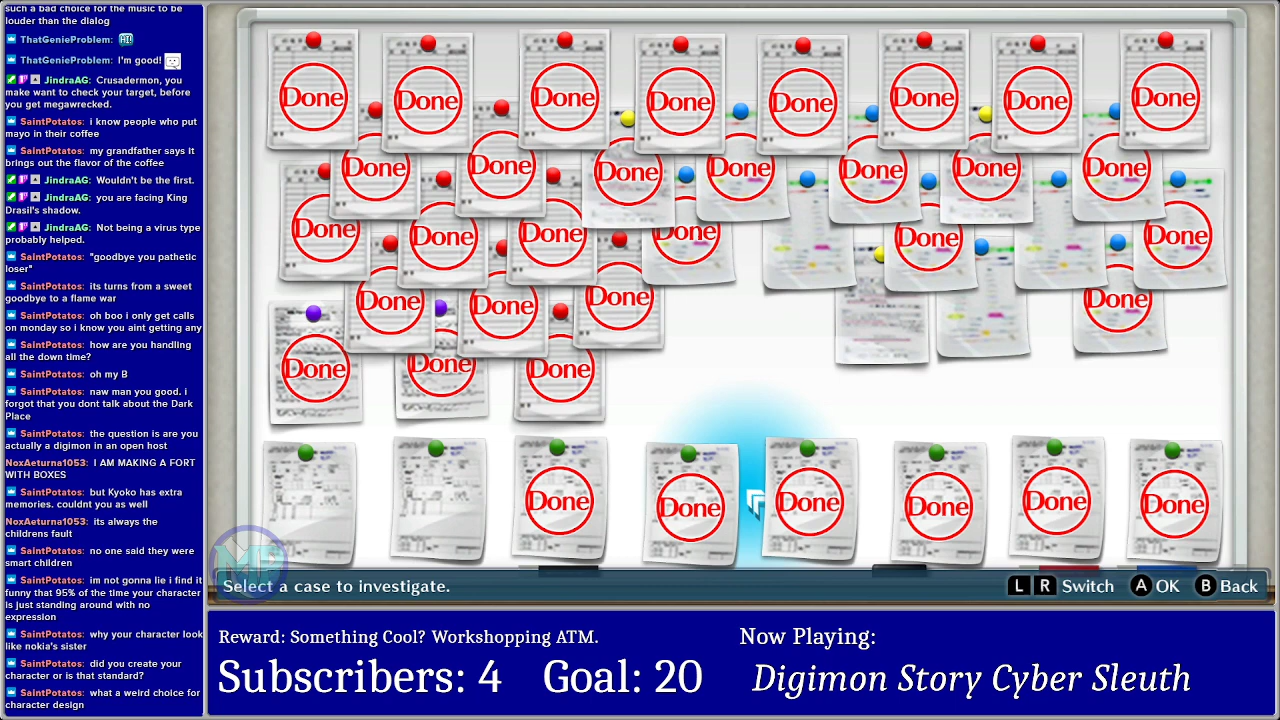 such a bad choice for the music to be
louder than the dialog
ThatGenieProblem: HI
ThatGenieProblem: I'm good!
JindraAG: Crusadermon, you
make want to check your target, before
you get megawrecked.
SaintPotatos: i know people who put
mayo in their coffee
SaintPotatos: my grandfather says it
brings out the flavor of the coffee
JindraAG: Wouldn't be the first.
JindraAG: you are facing King
Drasil's shadow.
JindraAG: Not being a virus type
probably helped.
SaintPotatos: "goodbye you pathetic
loser"
SaintPotatos: its turns from a sweet
goodbye to a flame war
SaintPotatos: oh boo i only get calls
on monday so i know you aint getting any
SaintPotatos: how are you handling
all the down time?
SaintPotatos: oh my B
SaintPotatos: naw man you good. i
forgot that you dont talk about the Dark
Place
SaintPotatos: the question is are you
actually a digimon in an open host
NoxAeturna1053: I AM MAKING A FORT
WITH BOXES
SaintPotatos: but Kyoko has extra
memories. couldnt you as well
NoxAeturna1053: its always the
childrens fault
SaintPotatos: no one said they were
smart children
SaintPotatos: im not gonna lie i find it
funny that 95% of the time your character
is just standing around with no
expression
SaintPotatos: why your character look
like nokia's sister
SaintPotatos: did you create your
character or is that standard?
SaintPotatos: what a weird choice for
character design
Done Done Done Done Done Done Done Done
Done Done Done Done Done Done Done
Done Done Done Done Done Done
Done Done Done Done
Done Done Done
Done Done Done Done Done Done
MP
Select a case to investigate.
L R Switch A OK B Back
Reward: Something Cool? Workshopping ATM.
Subscribers: 4 Goal: 20
Now Playing:
Digimon Story Cyber Sleuth